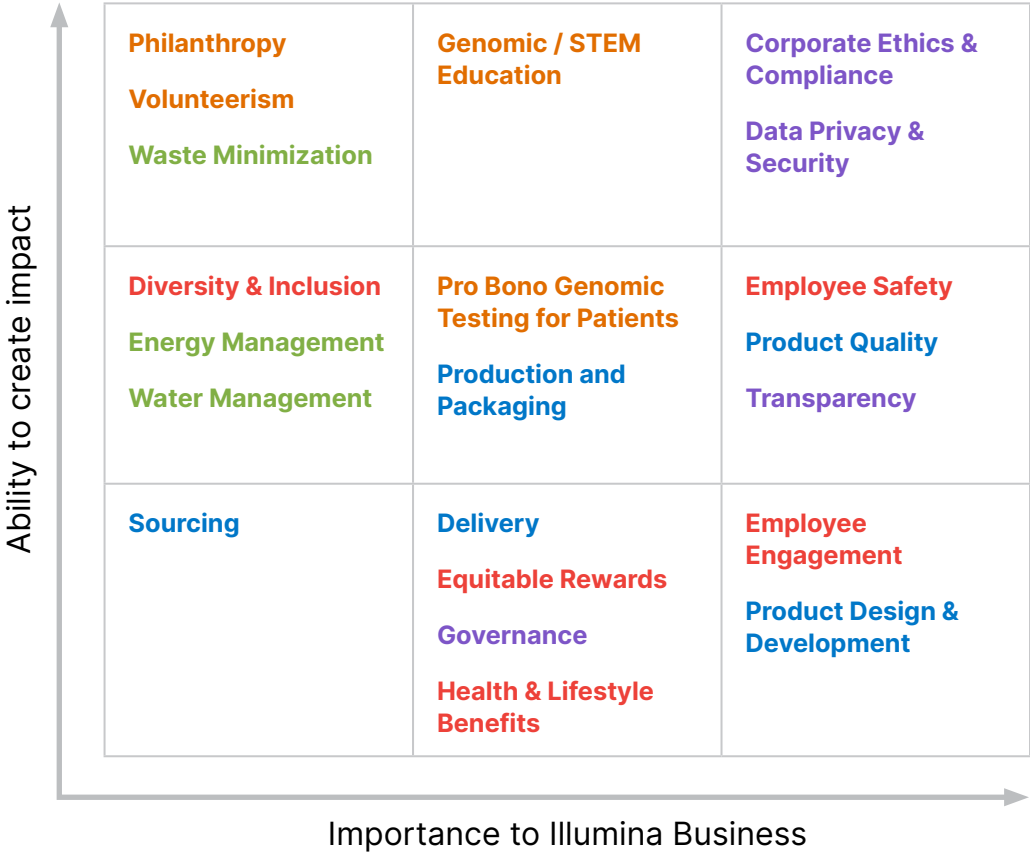 Ability to create impact
Philanthropy
Volunteerism
Waste Minimization
Genomic / STEM
Education
Corporate Ethics &
Compliance
Data Privacy &
Security
Diversity & Inclusion
Energy Management
Water Management
Pro Bono Genomic
Testing for Patients
Production and
Packaging
Employee Safety
Product Quality
Transparency
Sourcing
Delivery
Equitable Rewards
Governance
Health & Lifestyle
Benefits
Employee
Engagement
Product Design &
Development
Importance to Illumina Business